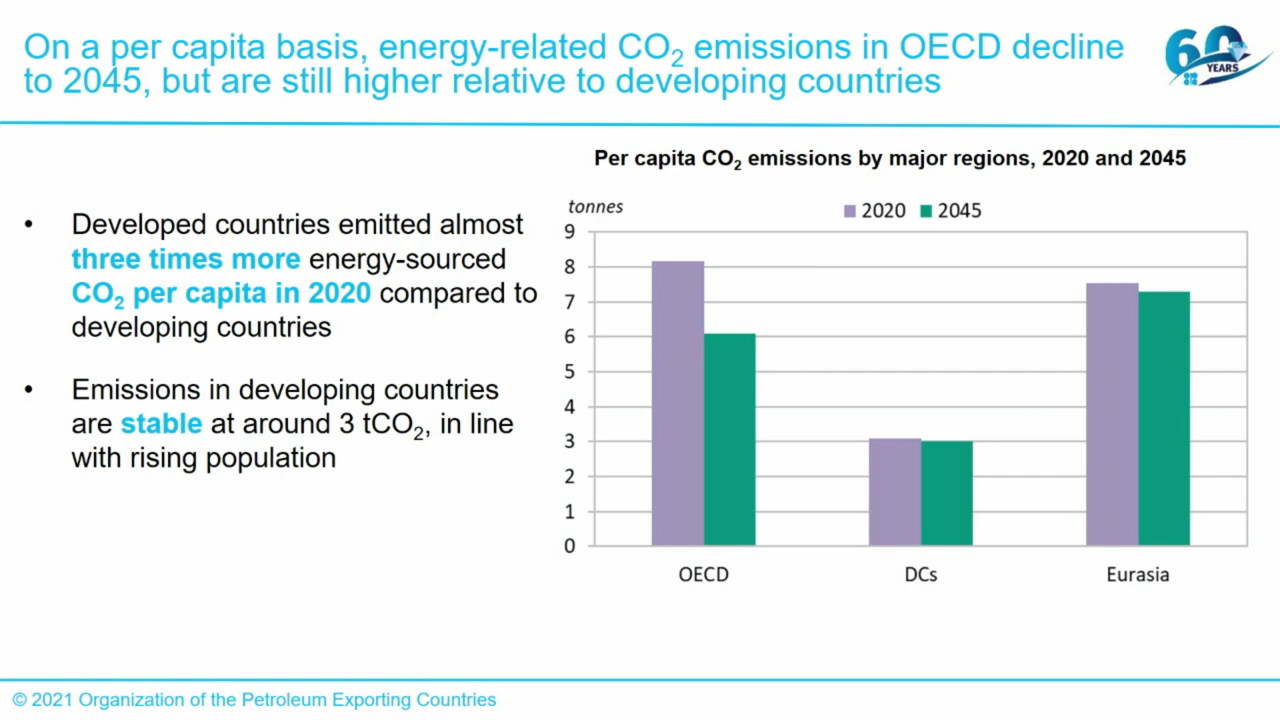 On a per capita basis, energy-related CO₂ emissions in OECD decline
to 2045, but are still higher relative to developing countries
60
YEARS
• Developed countries emitted almost
three times more energy-sourced
CO₂ per capita in 2020 compared to
developing countries
• Emissions in developing countries
are stable at around 3 tCO₂, in line
with rising population
Per capita CO₂ emissions by major regions, 2020 and 2045
tonnes
2020 2045
9
8
7
6
5
4
3
2
1
0
OECD DCs Eurasia
© 2021 Organization of the Petroleum Exporting Countries